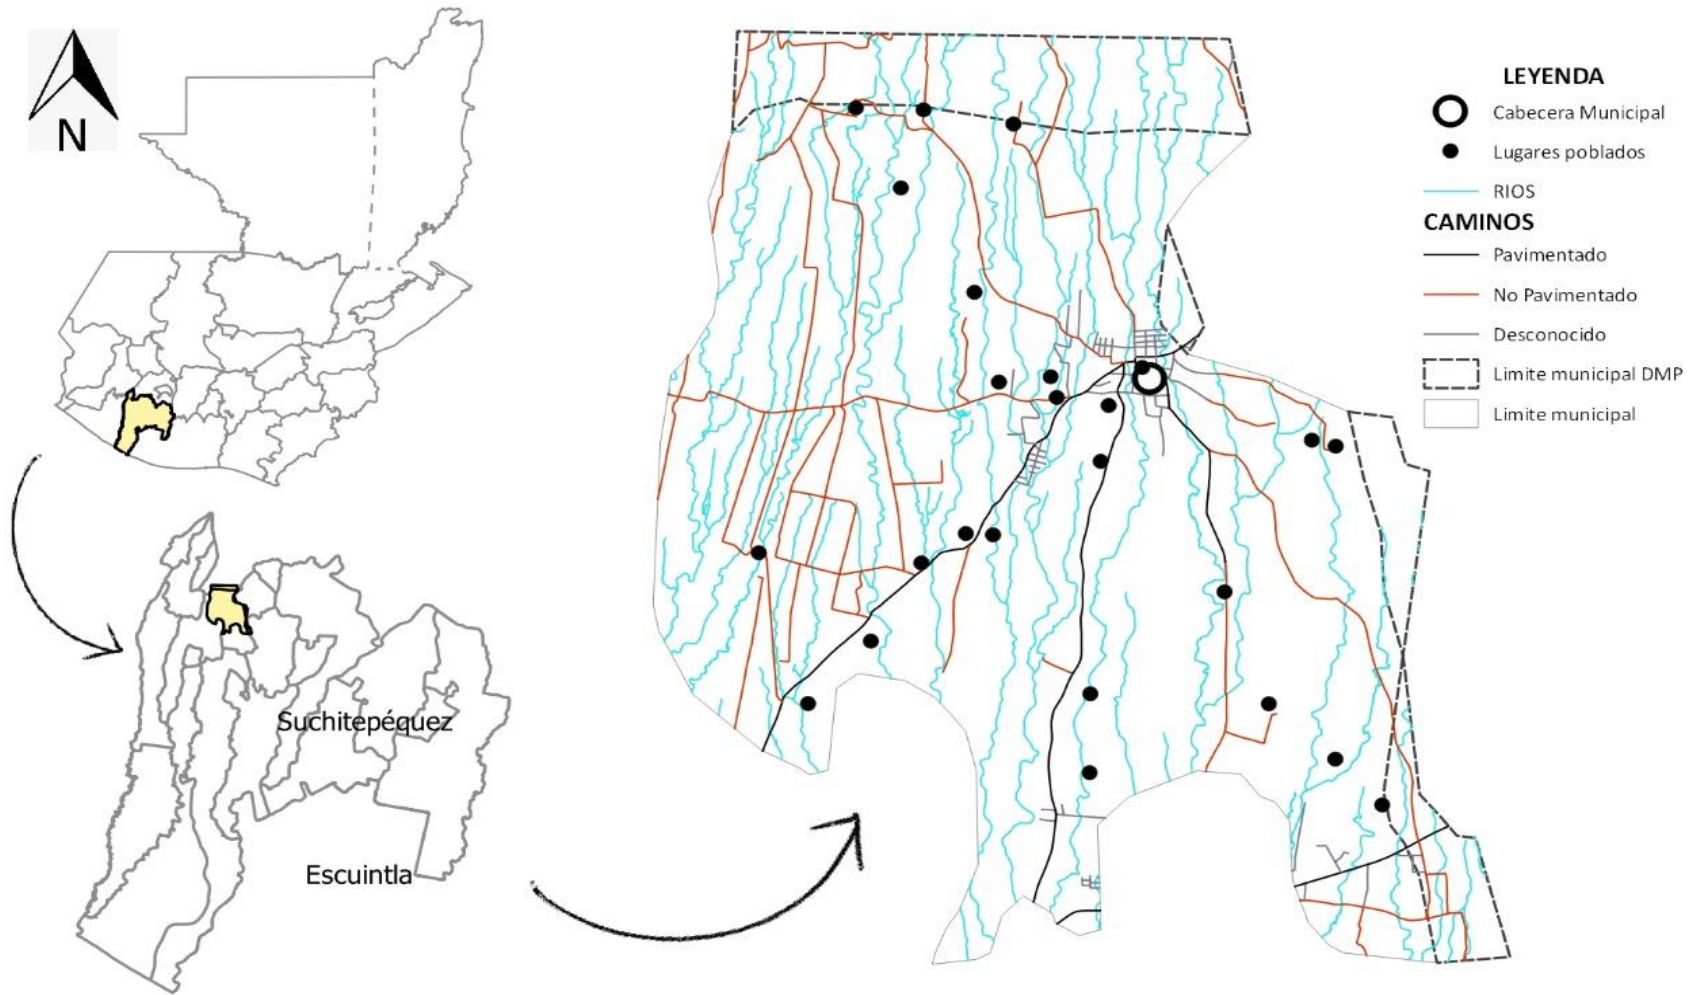 N
Suchitepéquez
Escuintla
LEYENDA
Cabecera Municipal
Lugares poblados
RIOS
CAMINOS
Pavimentado
No Pavimentado
Desconocido
Limite municipal DMP
Limite municipal